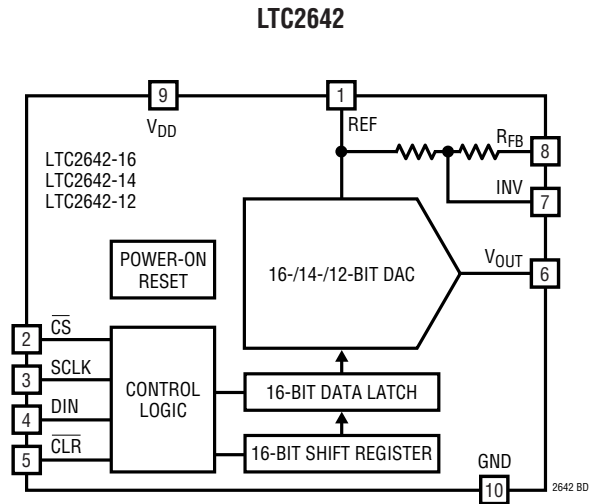 LTC2642
9
1
V_DD
REF
R_FB
8
LTC2642-16
LTC2642-14
LTC2642-12
INV
7
POWER-ON
RESET
16-/14-/12-BIT DAC
V_OUT
6
2
C̅S̅
3
SCLK
4
DIN
5
C̅L̅R̅
CONTROL
LOGIC
16-BIT DATA LATCH
16-BIT SHIFT REGISTER
GND
10
2642 BD